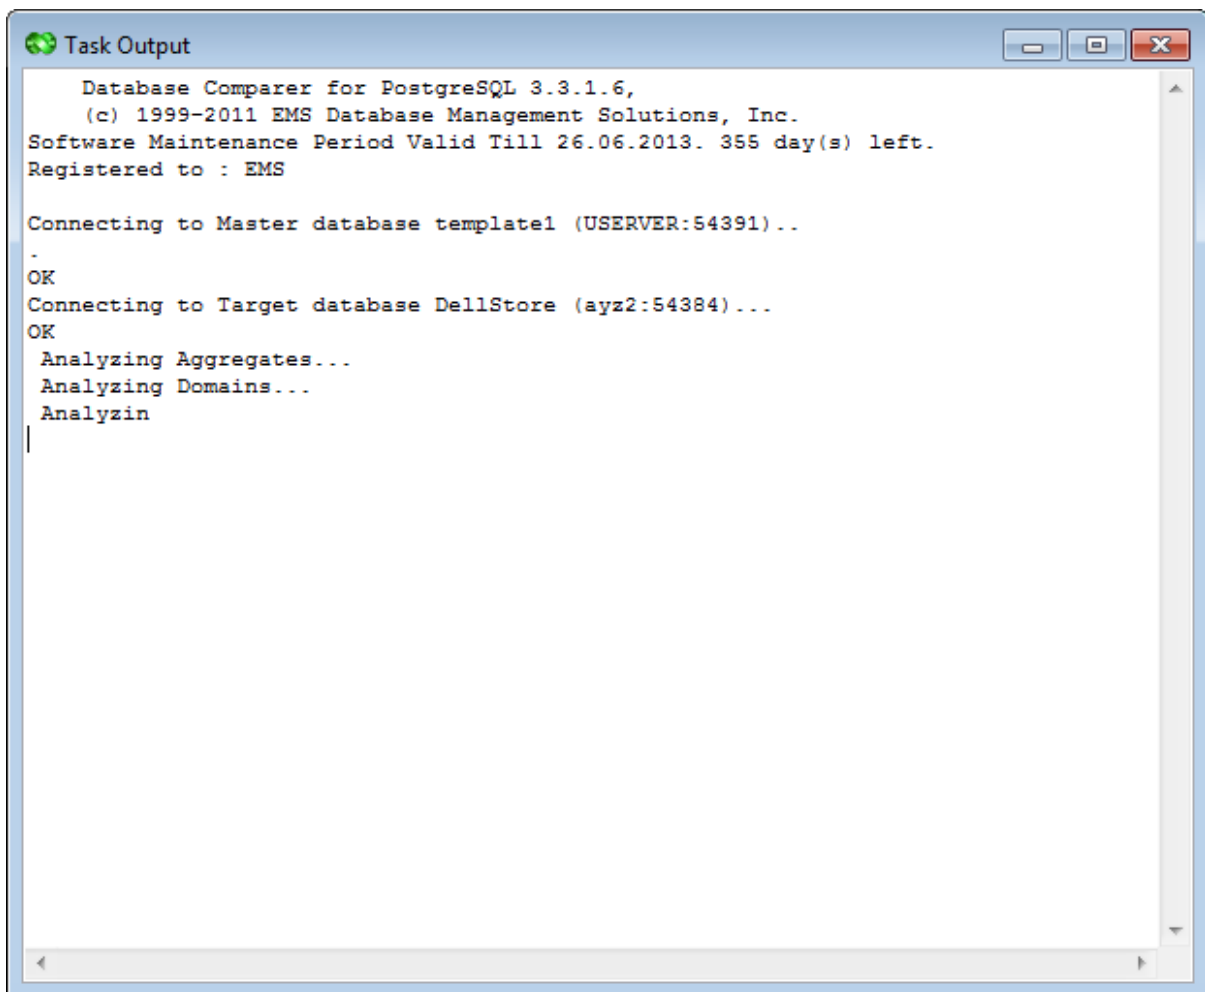 Task Output
Database Comparer for PostgreSQL 3.3.1.6,
(c) 1999-2011 EMS Database Management Solutions, Inc.
Software Maintenance Period Valid Till 26.06.2013. 355 day(s) left.
Registered to : EMS
Connecting to Master database template1 (USERVER:54391)..
.
OK
Connecting to Target database DellStore (ayz2:54384)...
OK
Analyzing Aggregates...
Analyzing Domains...
Analyzin